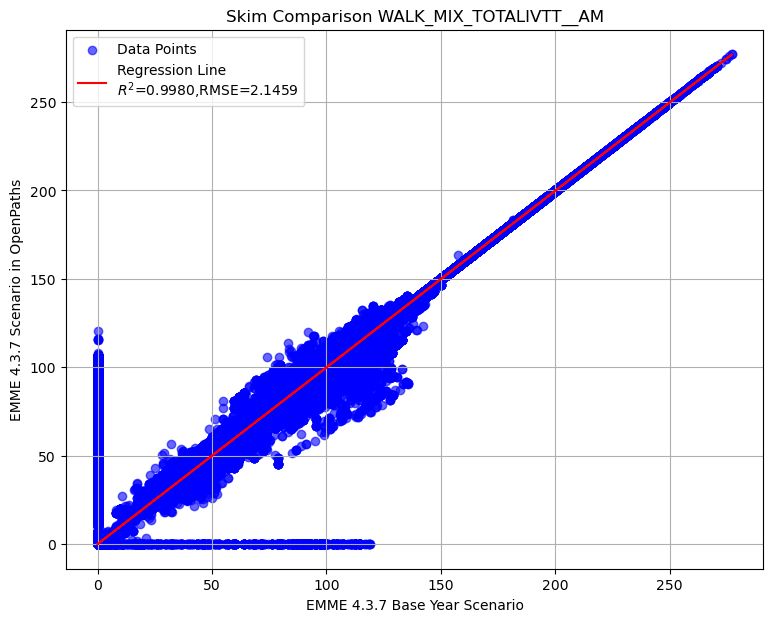 Skim Comparison WALK_MIX_TOTALIVTT__AM
Data Points
Regression Line
R²=0.9980,RMSE=2.1459
EMME 4.3.7 Scenario in OpenPaths
250
200
150
100
50
0
0 50 100 150 200 250
EMME 4.3.7 Base Year Scenario